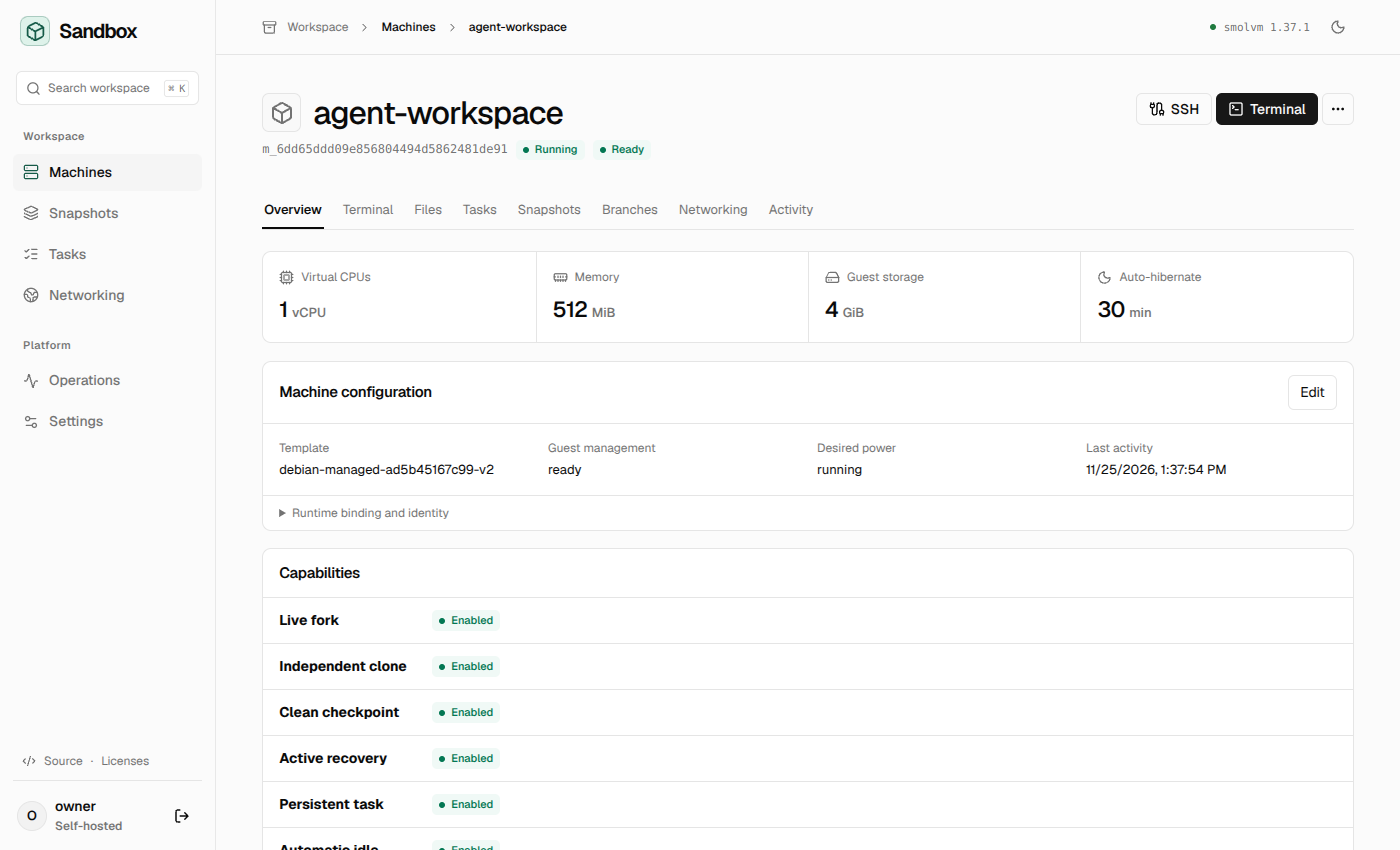 Sandbox
Search workspace ⌘ K
Workspace
Machines
Snapshots
Tasks
Networking
Platform
Operations
Settings
Source · Licenses
O
owner
Self-hosted
Workspace > Machines > agent-workspace
smolvm 1.37.1
agent-workspace
SSH
Terminal
m_6dd65ddd09e856804494d5862481de91
Running
Ready
Overview Terminal Files Tasks Snapshots Branches Networking Activity
Virtual CPUs
1 vCPU
Memory
512 MiB
Guest storage
4 GiB
Auto-hibernate
30 min
Machine configuration
Edit
Template
debian-managed-ad5b45167c99-v2
Guest management
ready
Desired power
running
Last activity
11/25/2026, 1:37:54 PM
Runtime binding and identity
Capabilities
Live fork Enabled
Independent clone Enabled
Clean checkpoint Enabled
Active recovery Enabled
Persistent task Enabled
Automatic idle Enabled